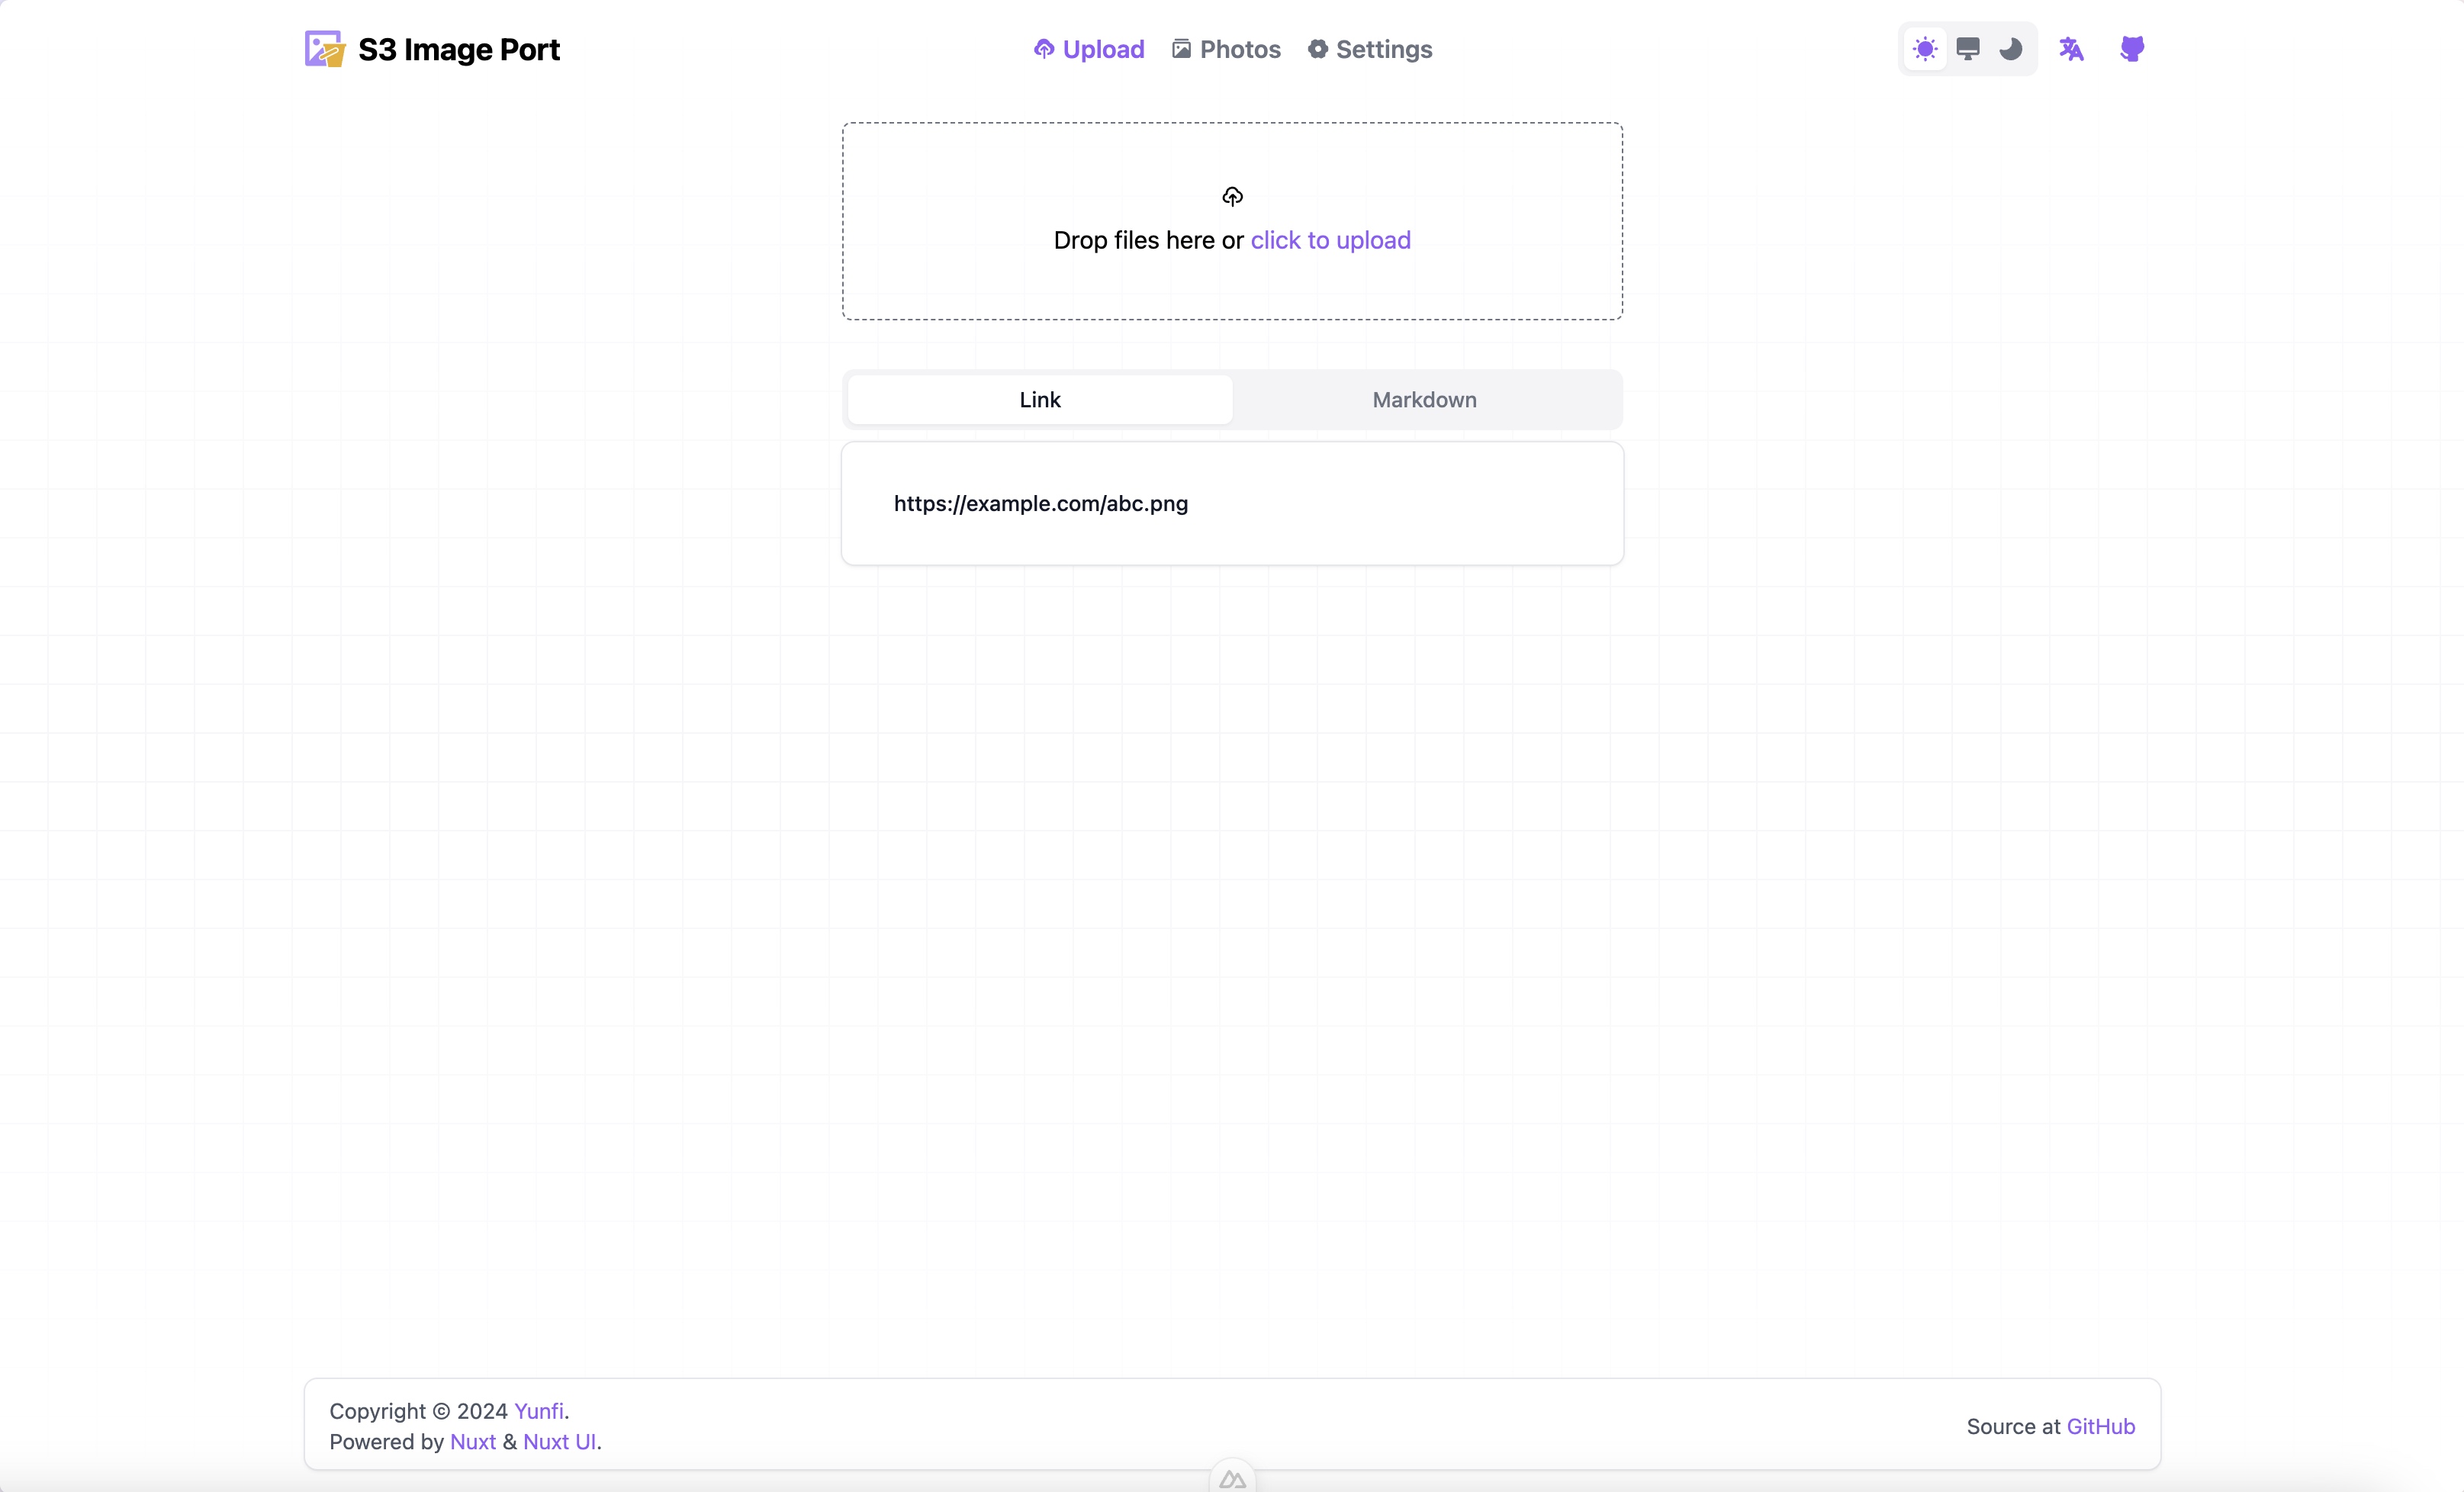 S3 Image Port
Upload Photos Settings
Drop files here or click to upload
Link Markdown
https://example.com/abc.png
Copyright © 2024 Yunfi.
Powered by Nuxt & Nuxt UI.
Source at GitHub